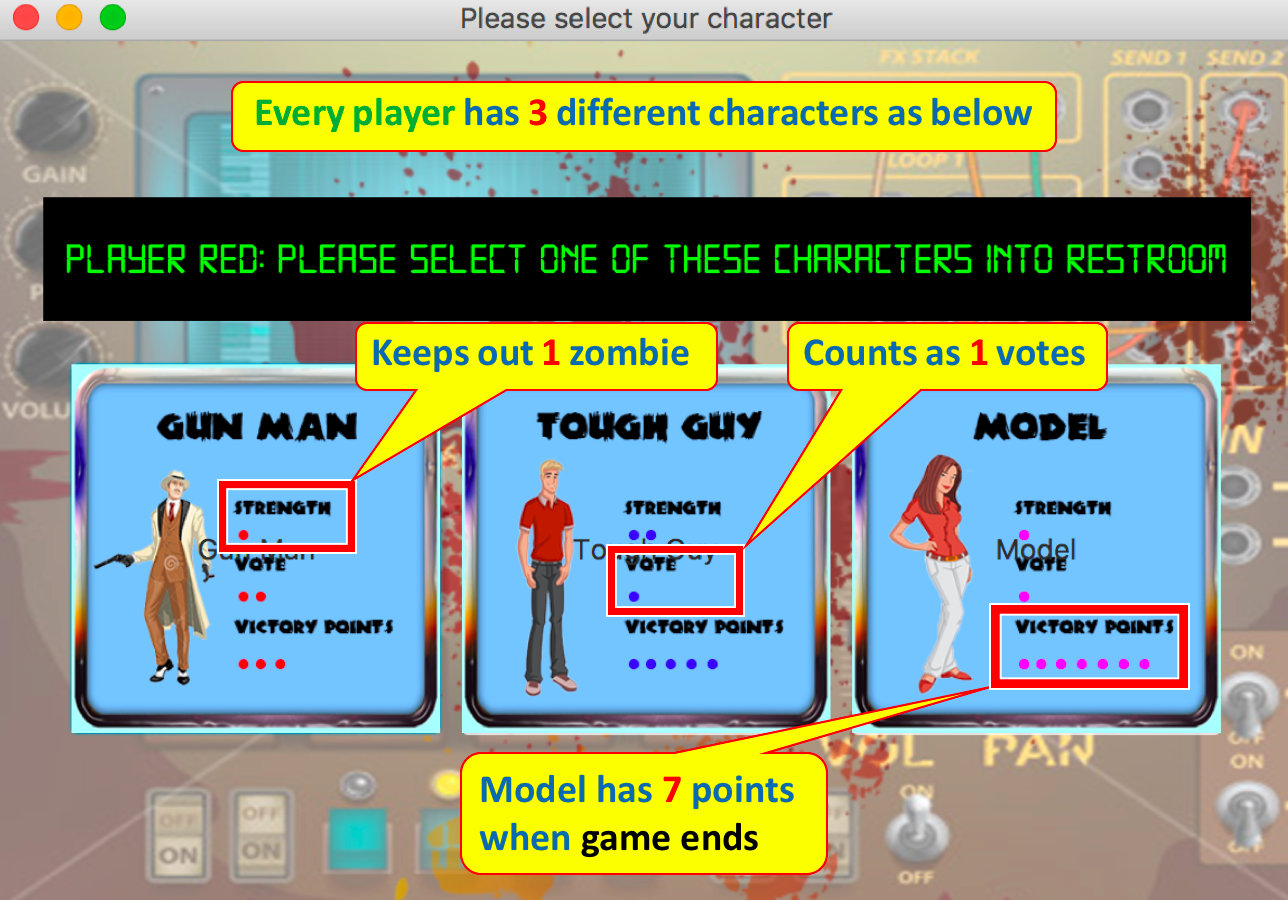 Please select your character
FX STACK
SEND 1 SEND 2
Every player has 3 different characters as below
LOOP 1
GAIN
PLAYER RED: PLEASE SELECT ONE OF THESE CHARACTERS INTO RESTROOM
Keeps out 1 zombie
Counts as 1 votes
GUN MAN
STRENGTH
Gun Man
VOTE
VICTORY POINTS
TOUGH GUY
STRENGTH
Tough Guy
VOTE
VICTORY POINTS
MODEL
STRENGTH
Model
VOTE
VICTORY POINTS
ON
OFF
ON
OFF
VOL PAN
Model has 7 points
when game ends
OFF
ON
OFF
ON
ON
OFF